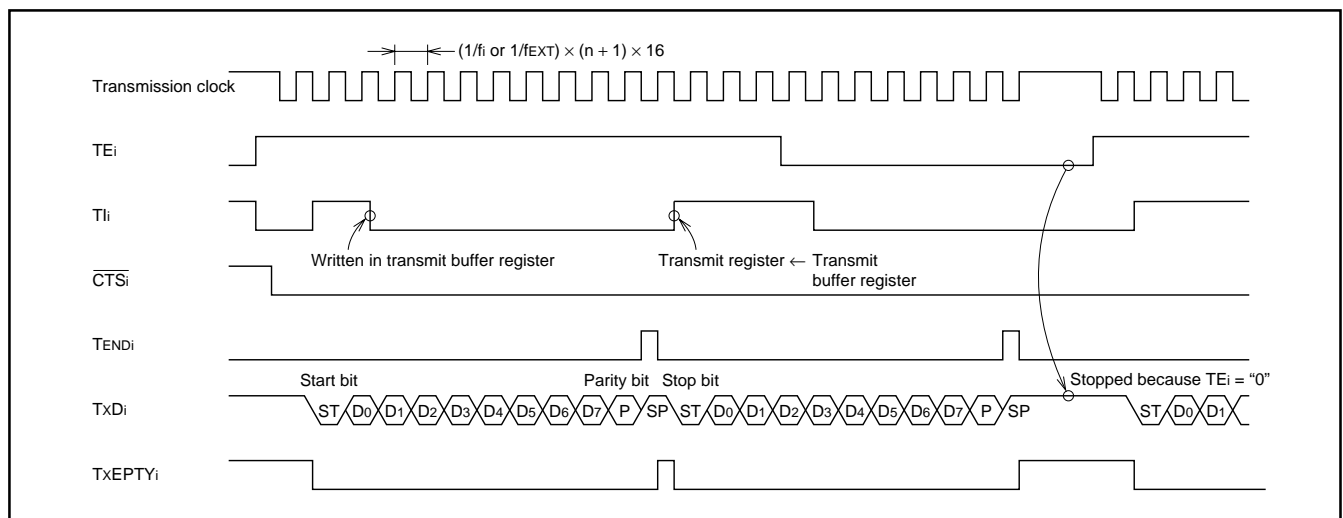 (1/fi or 1/fEXT) × (n + 1) × 16
Transmission clock
TEi
TIi
Written in transmit buffer register
Transmit register ← Transmit
buffer register
CTSi
TENDi
Start bit
Parity bit
Stop bit
Stopped because TEi = “0”
TXDi
ST D0 D1 D2 D3 D4 D5 D6 D7 P SP ST D0 D1 D2 D3 D4 D5 D6 D7 P SP ST D0 D1
TXEPTYi